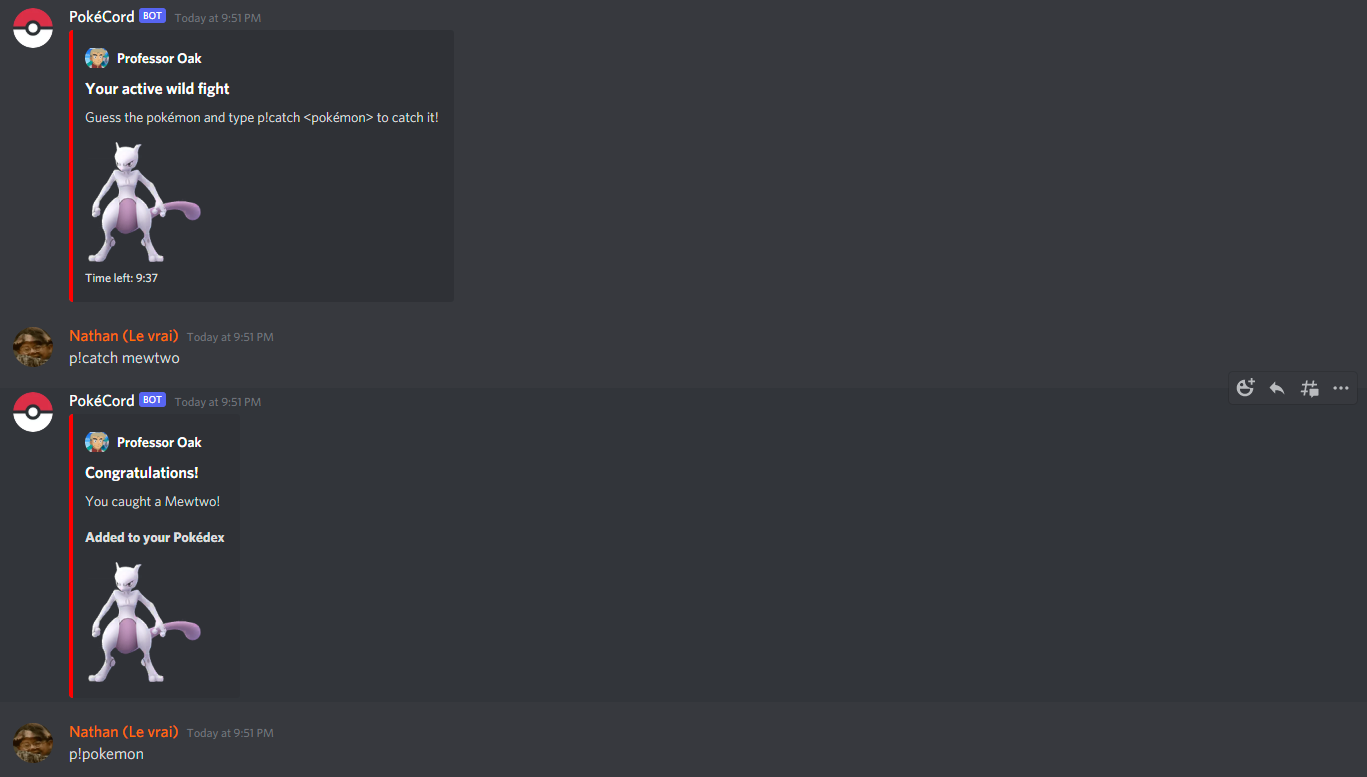 PokéCord BOT Today at 9:51 PM
Professor Oak
Your active wild fight
Guess the pokémon and type p!catch <pokémon> to catch it!
Time left: 9:37
Nathan (Le vrai) Today at 9:51 PM
p!catch mewtwo
PokéCord BOT Today at 9:51 PM
Professor Oak
Congratulations!
You caught a Mewtwo!
Added to your Pokédex
Nathan (Le vrai) Today at 9:51 PM
p!pokemon